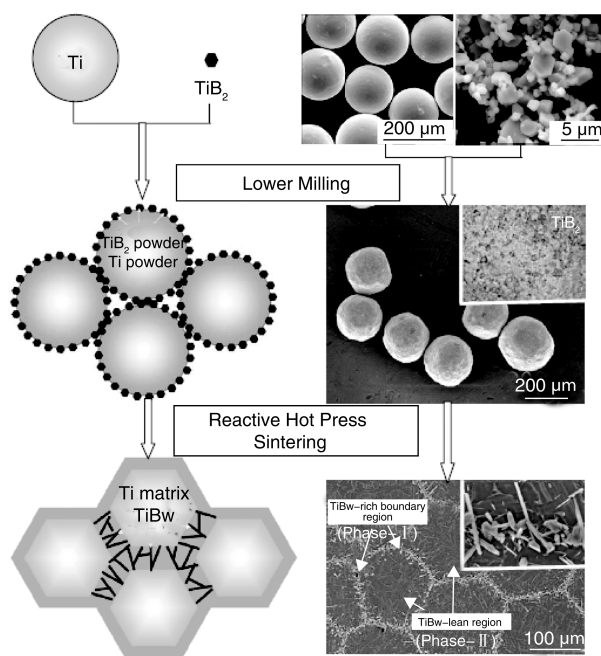 Ti
TiB2
200 μm
5 μm
Lower Milling
TiB2 powder
Ti powder
TiB2
200 μm
Reactive Hot Press
Sintering
Ti matrix
TiBw
TiBw-rich boundary
region
(Phase-I)
TiBw-lean region
(Phase-II)
100 μm